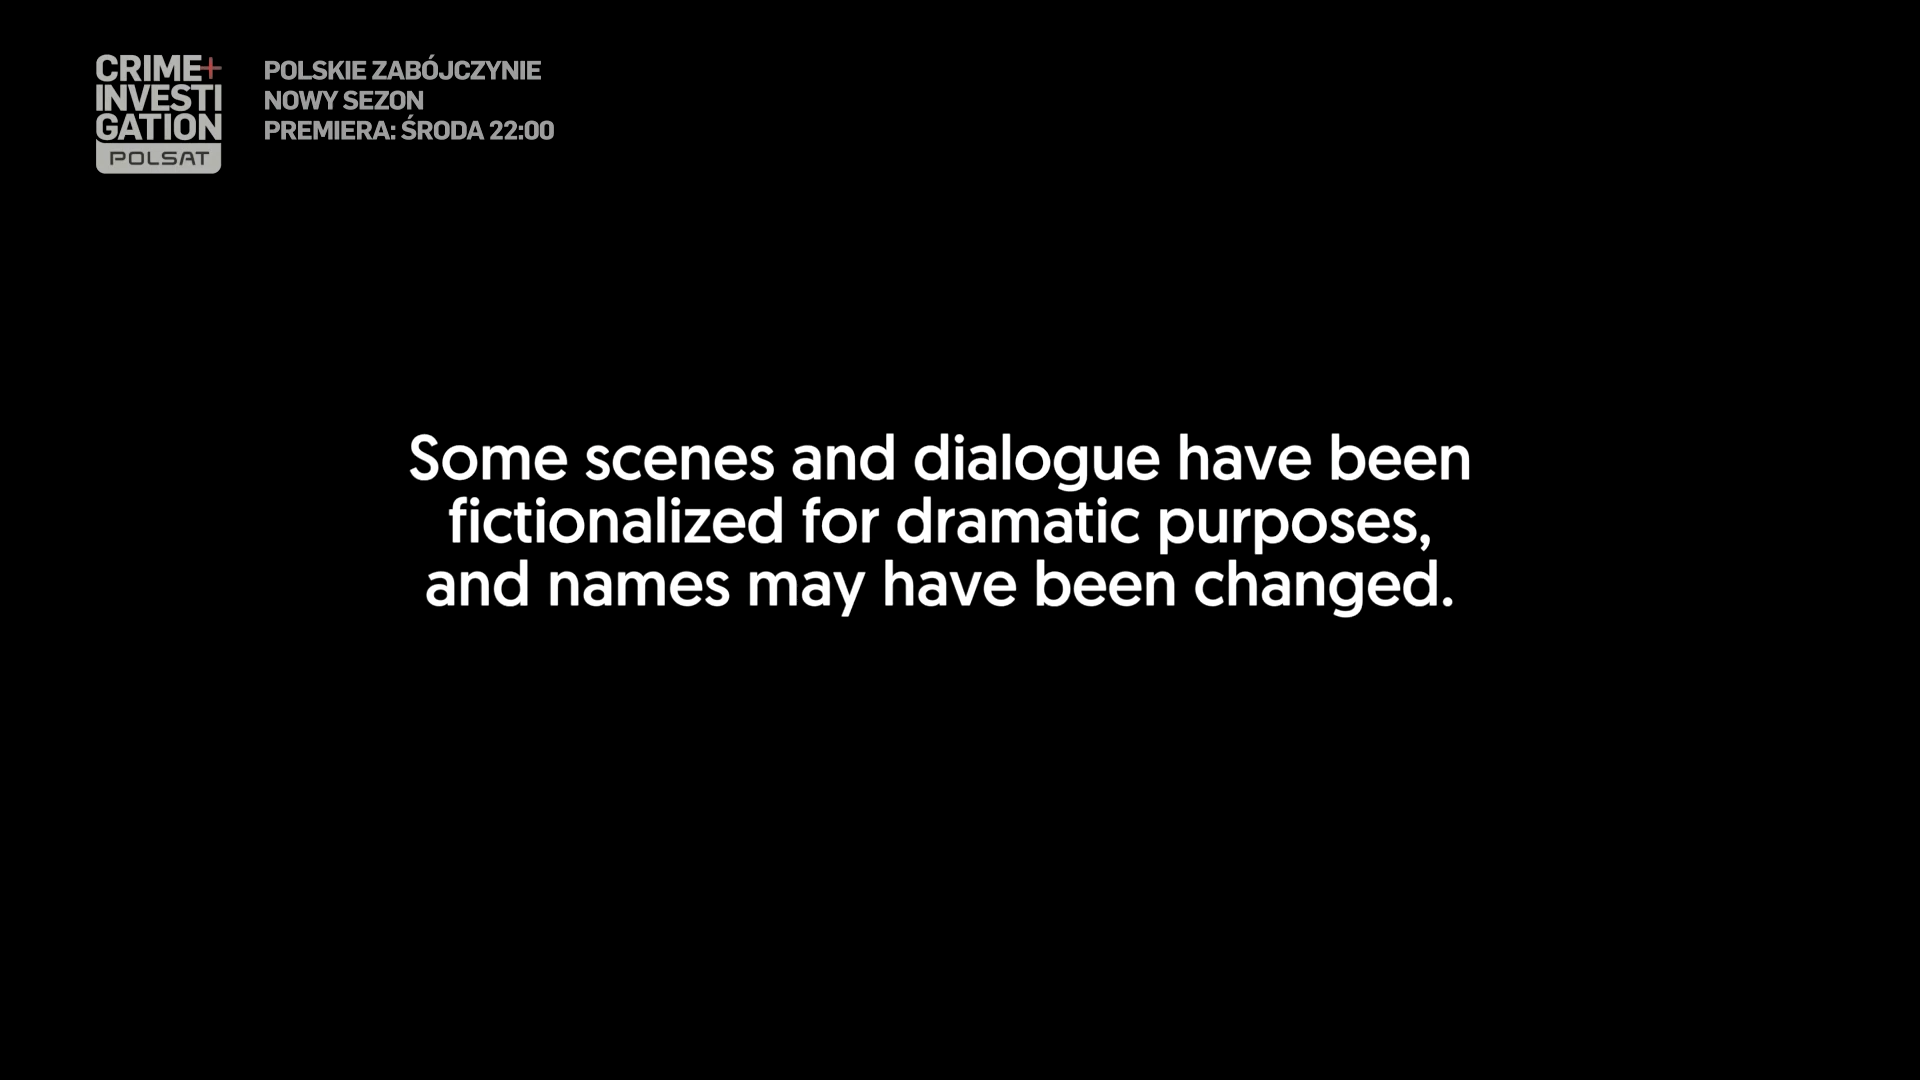 CRIME+
INVESTI
GATION
POLSAT
POLSKIE ZABÓJCZYNIE
NOWY SEZON
PREMIERA: ŚRODA 22:00
Some scenes and dialogue have been
fictionalized for dramatic purposes,
and names may have been changed.